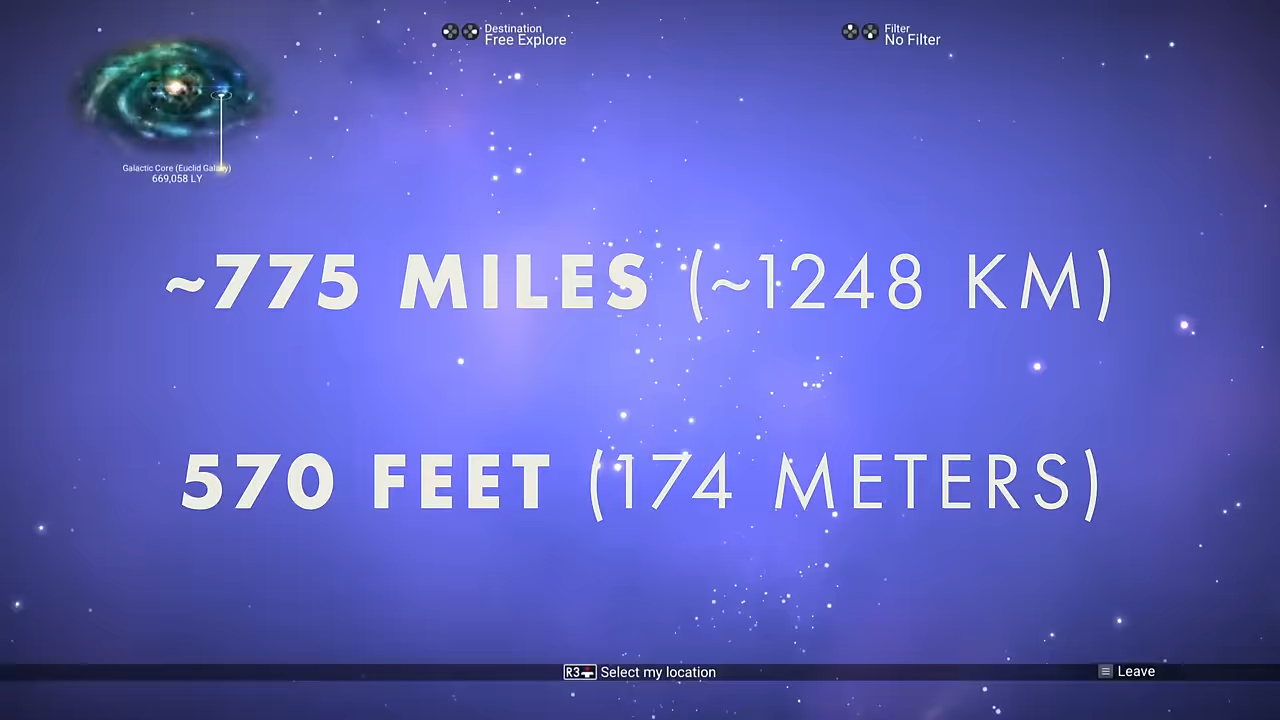 Destination
Free Explore
Filter
No Filter
Galactic Core (Euclid Galaxy)
669,058 LY
~775 MILES (~1248 KM)
570 FEET (174 METERS)
R3 Select my location
Leave